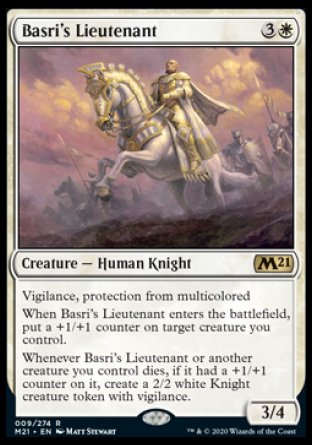 Basri's Lieutenant 3
Creature — Human Knight M21
Vigilance, protection from multicolored
When Basri's Lieutenant enters the battlefield,
put a +1/+1 counter on target creature you
control.
Whenever Basri's Lieutenant or another
creature you control dies, if it had a +1/+1
counter on it, create a 2/2 white Knight
creature token with vigilance.
3/4
009/274 R
M21 • EN MATT STEWART
™ & © 2020 Wizards of the Coast